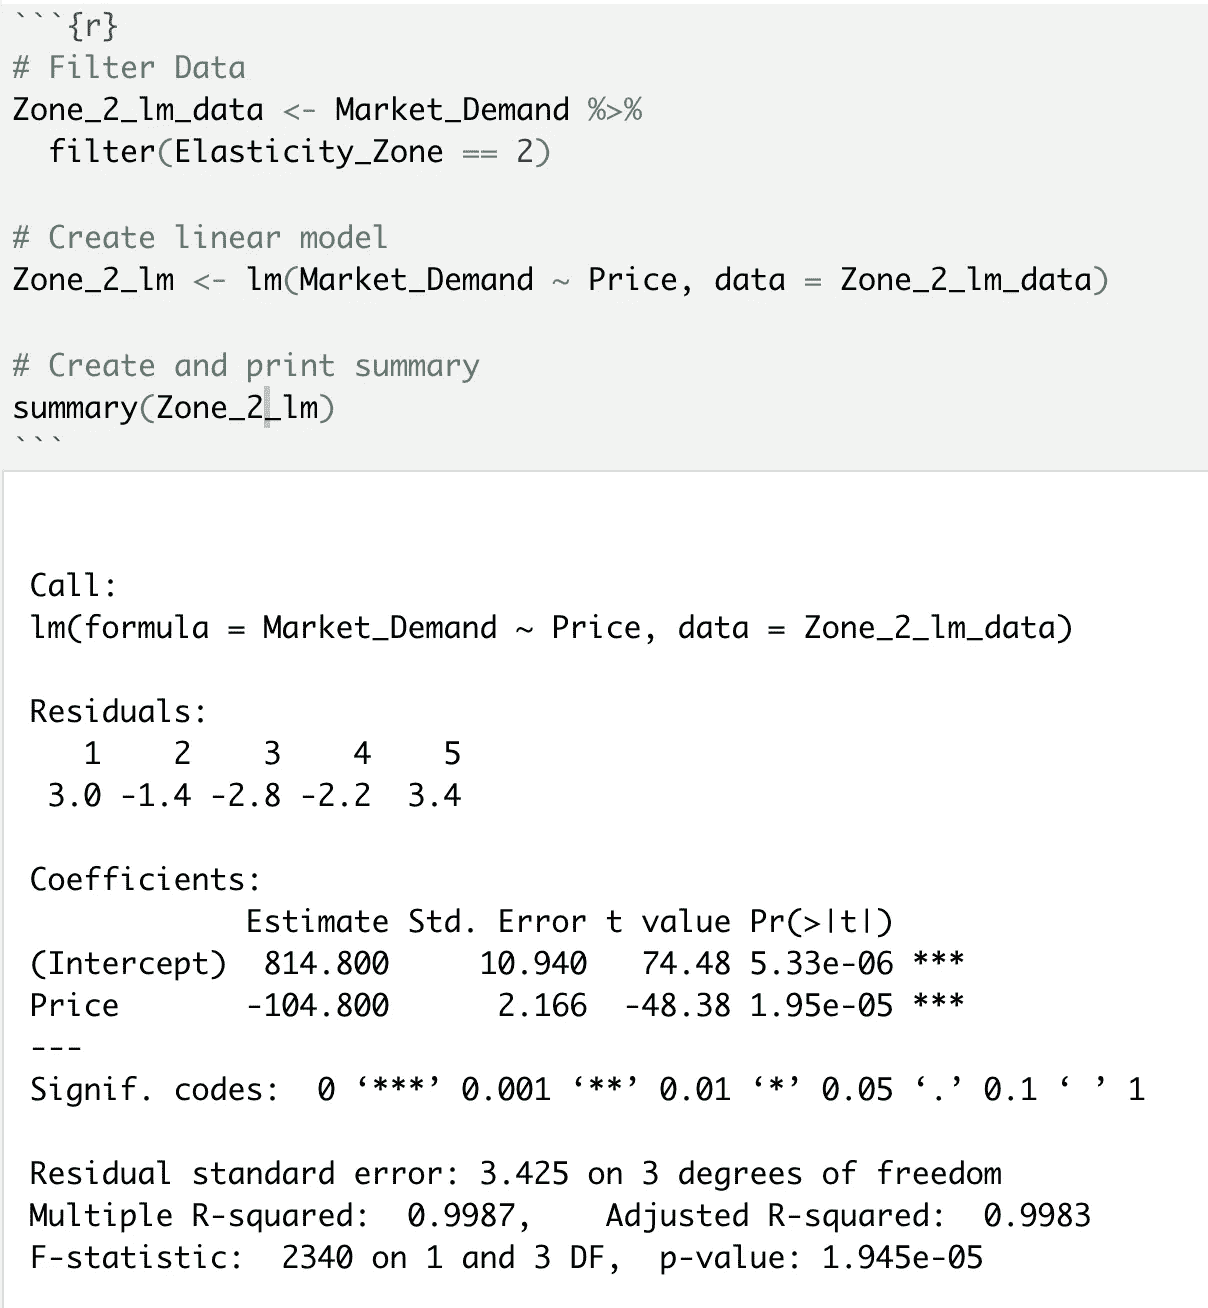 ```{r}
# Filter Data
Zone_2_lm_data <- Market_Demand %>%
  filter(Elasticity_Zone == 2)

# Create linear model
Zone_2_lm <- lm(Market_Demand ~ Price, data = Zone_2_lm_data)

# Create and print summary
summary(Zone_2_lm)
```

Call:
lm(formula = Market_Demand ~ Price, data = Zone_2_lm_data)

Residuals:
   1    2    3    4    5
 3.0 -1.4 -2.8 -2.2  3.4

Coefficients:
            Estimate Std. Error t value Pr(>|t|)
(Intercept)  814.800     10.940   74.48 5.33e-06 ***
Price       -104.800      2.166  -48.38 1.95e-05 ***
---
Signif. codes:  0 ‘***’ 0.001 ‘**’ 0.01 ‘*’ 0.05 ‘.’ 0.1 ‘ ’ 1

Residual standard error: 3.425 on 3 degrees of freedom
Multiple R-squared:  0.9987,    Adjusted R-squared:  0.9983
F-statistic:  2340 on 1 and 3 DF,  p-value: 1.945e-05